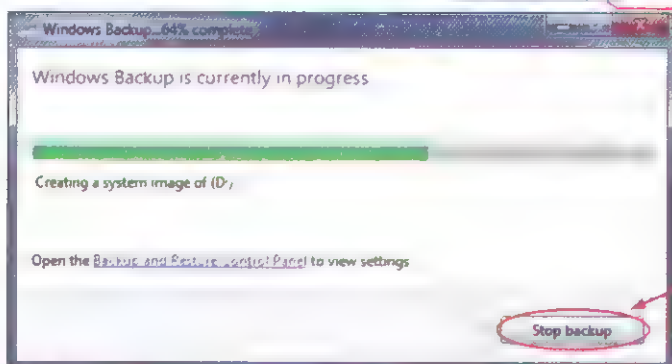 Windows Backup...64% complete
Windows Backup is currently in progress
Creating a system image of (D:)
Open the Backup and Restore Control Panel to view settings
Stop backup